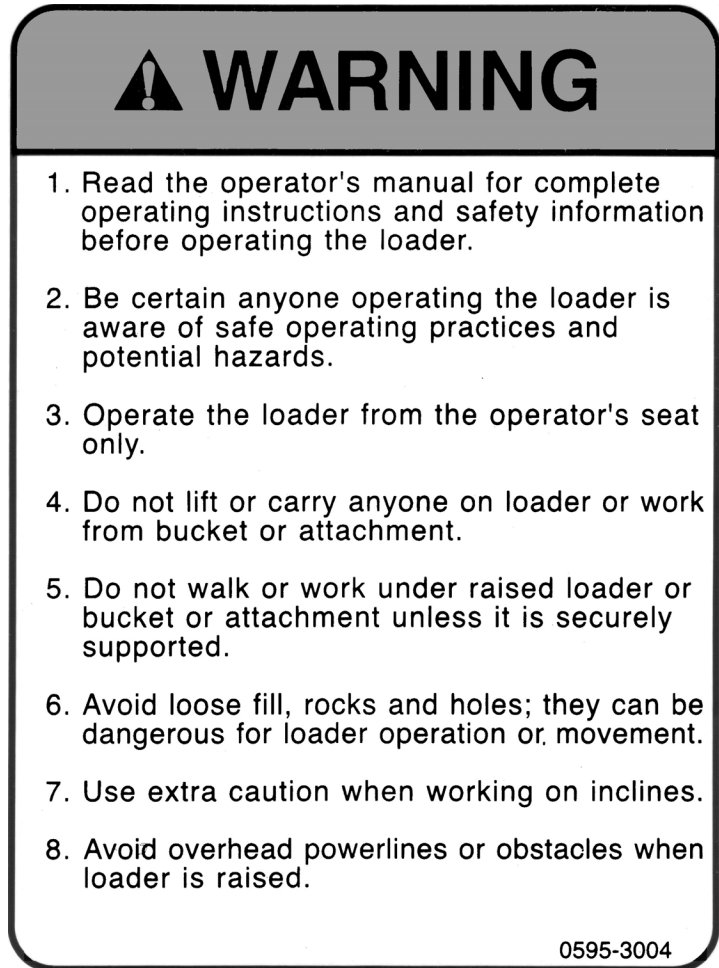 WARNING
1. Read the operator's manual for complete
operating instructions and safety information
before operating the loader.
2. Be certain anyone operating the loader is
aware of safe operating practices and
potential hazards.
3. Operate the loader from the operator's seat
only.
4. Do not lift or carry anyone on loader or work
from bucket or attachment.
5. Do not walk or work under raised loader or
bucket or attachment unless it is securely
supported.
6. Avoid loose fill, rocks and holes; they can be
dangerous for loader operation or movement.
7. Use extra caution when working on inclines.
8. Avoid overhead powerlines or obstacles when
loader is raised.
0595-3004